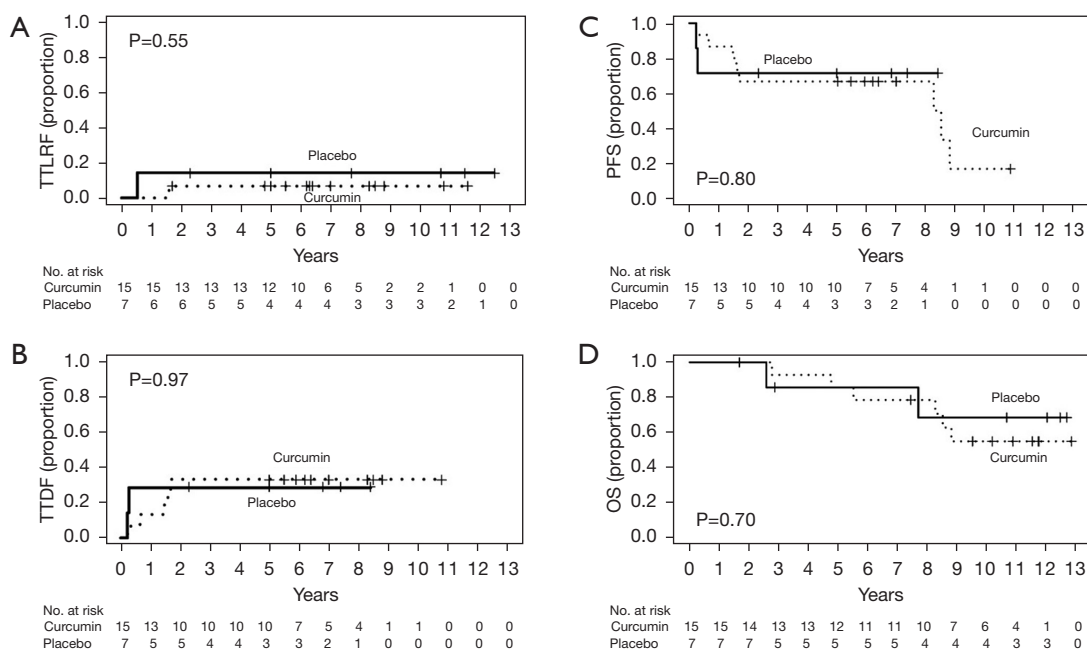 A
P=0.55
TTLRF (proportion)
1.0
0.8
0.6
0.4
0.2
0.0
Placebo
Curcumin
0 1 2 3 4 5 6 7 8 9 10 11 12 13
Years
No. at risk
Curcumin 15 15 13 13 13 12 10 6 5 2 2 1 0 0
Placebo 7 6 6 5 5 4 4 4 3 3 3 2 1 0
B
P=0.97
TTDF (proportion)
1.0
0.8
0.6
0.4
0.2
0.0
Curcumin
Placebo
0 1 2 3 4 5 6 7 8 9 10 11 12 13
Years
No. at risk
Curcumin 15 13 10 10 10 10 7 5 4 1 1 0 0 0
Placebo 7 5 5 4 4 3 3 2 1 0 0 0 0 0
C
PFS (proportion)
1.0
0.8
0.6
0.4
0.2
0.0
Placebo
Curcumin
P=0.80
0 1 2 3 4 5 6 7 8 9 10 11 12 13
Years
No. at risk
Curcumin 15 13 10 10 10 10 7 5 4 1 1 0 0 0
Placebo 7 5 5 4 4 3 3 2 1 0 0 0 0 0
D
OS (proportion)
1.0
0.8
0.6
0.4
0.2
0.0
Placebo
Curcumin
P=0.70
0 1 2 3 4 5 6 7 8 9 10 11 12 13
Years
No. at risk
Curcumin 15 15 14 13 13 12 11 11 10 7 6 4 1 0
Placebo 7 7 7 5 5 5 5 5 4 4 4 3 3 0